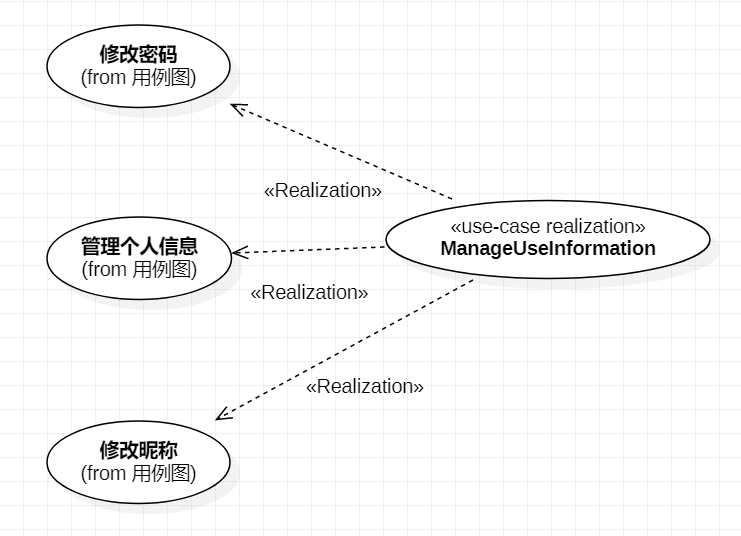 修改密码
(from 用例图)
«Realization»
«use-case realization»
ManageUseInformation
管理个人信息
(from 用例图)
«Realization»
«Realization»
修改昵称
(from 用例图)